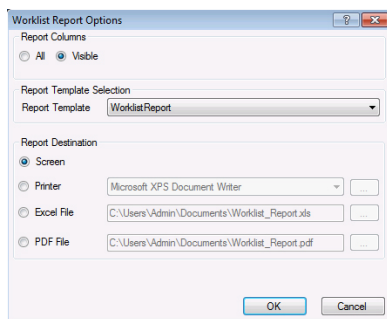 Worklist Report Options
Report Columns
All Visible
Report Template Selection
Report Template WorklistReport
Report Destination
Screen
Printer Microsoft XPS Document Writer ...
Excel File C:\Users\Admin\Documents\Worklist_Report.xls ...
PDF File C:\Users\Admin\Documents\Worklist_Report.pdf ...
OK Cancel